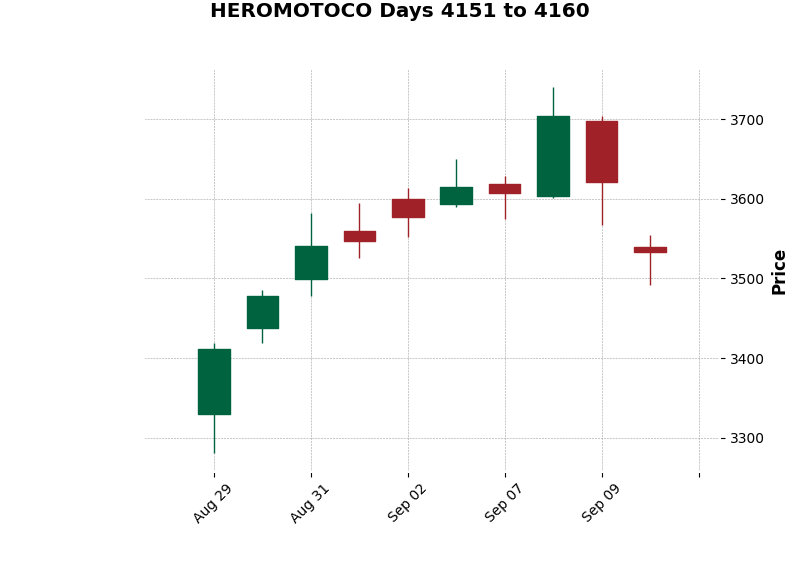 HEROMOTOCO Days 4151 to 4160
3700
3600
3500
3400
3300
Price
Aug 29
Aug 31
Sep 02
Sep 07
Sep 09